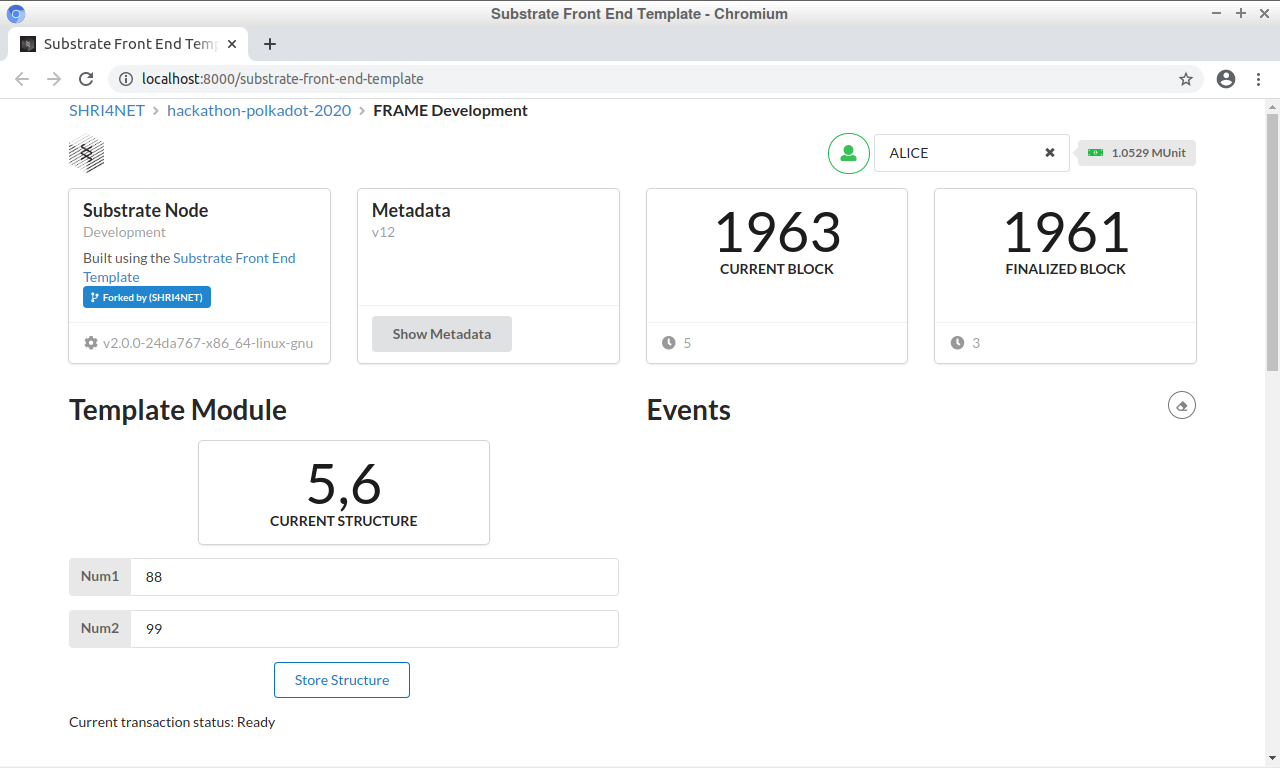 Substrate Front End Template - Chromium
Substrate Front End Temp
localhost:8000/substrate-front-end-template
SHRI4NET > hackathon-polkadot-2020 > FRAME Development
ALICE
1.0529 MUnit
Substrate Node
Development
Built using the Substrate Front End
Template
Forked by (SHRI4NET)
v2.0.0-24da767-x86_64-linux-gnu
Metadata
v12
Show Metadata
1963
CURRENT BLOCK
5
1961
FINALIZED BLOCK
3
Template Module
5,6
CURRENT STRUCTURE
Num1 88
Num2 99
Store Structure
Current transaction status: Ready
Events